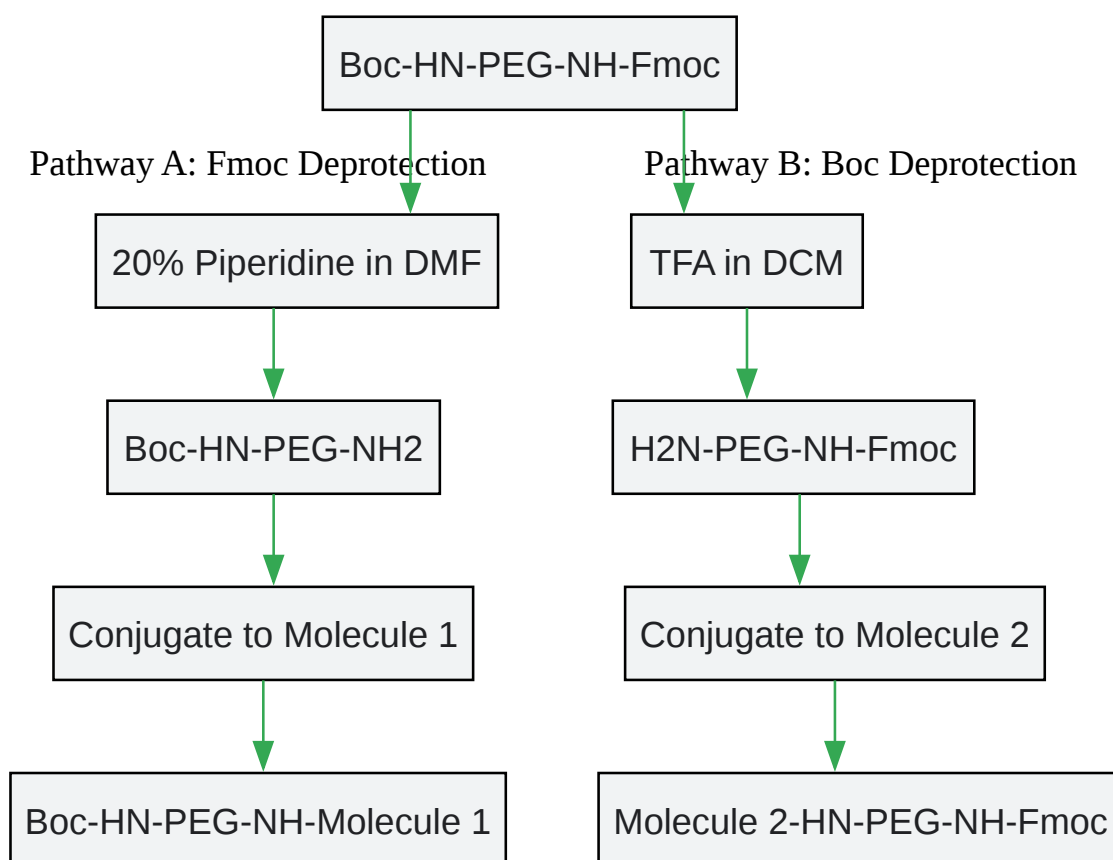 Boc-HN-PEG-NH-Fmoc
Pathway A: Fmoc Deprotection
Pathway B: Boc Deprotection
20% Piperidine in DMF
TFA in DCM
Boc-HN-PEG-NH2
H2N-PEG-NH-Fmoc
Conjugate to Molecule 1
Conjugate to Molecule 2
Boc-HN-PEG-NH-Molecule 1
Molecule 2-HN-PEG-NH-Fmoc